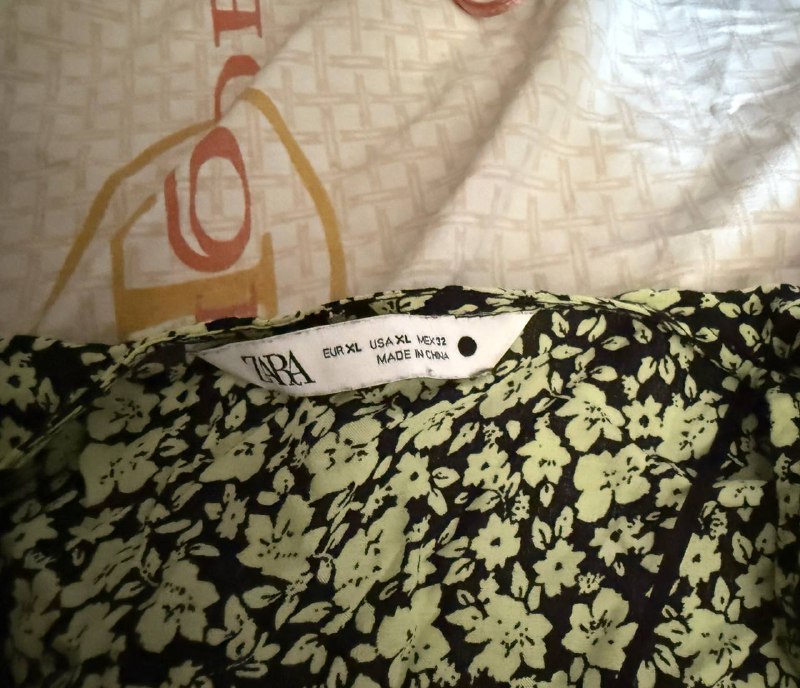 ZARA
EUR XL USA XL MEX 32
MADE IN CHINA